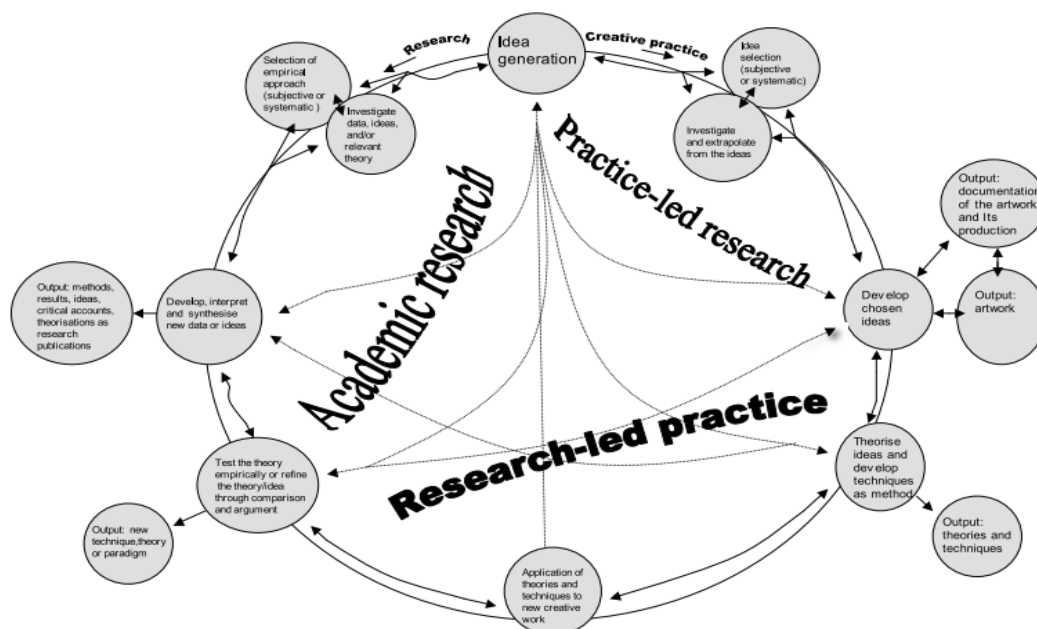 Research
Idea
generation
Creative practice
Selection of
empirical
approach
(subjective or
systematic )
Investigate
data, ideas,
and/or
relevant
theory
Idea
selection
(subjective
or systematic)
Investigate
and extrapolate
from the ideas
Academic research
Practice-led research
Research-led practice
Output:
documentation
of the artwork
and Its
production
Output: methods,
results, ideas,
critical accounts,
theorisations as
research
publications
Develop, interpret
and synthesise
new data or ideas
Develop
chosen
ideas
Output:
artwork
Test the theory
empirically or refine
the theory/idea
through comparison
and argument
Theorise
ideas and
develop
techniques
as method
Output: new
technique,theory
or paradigm
Output:
theories and
techniques
Application of
theories and
techniques to
new creative
work